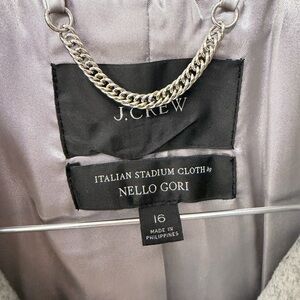 J.CREW
ITALIAN STADIUM CLOTH by
NELLO GORI
16
MADE IN
PHILIPPINES